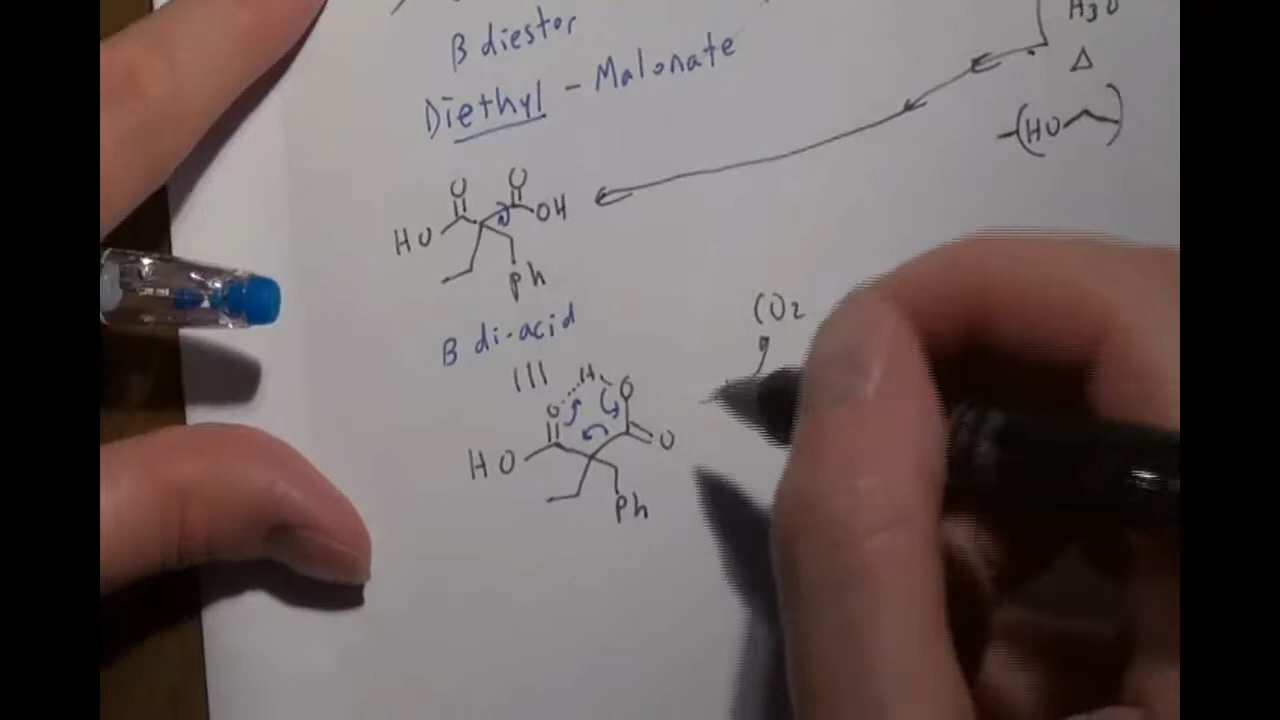 β diester
H3O
Δ
Diethyl - Malonate
(HO
O O
HO OH
Ph
β di-acid
CO2
g
H O
O
HO O
Ph